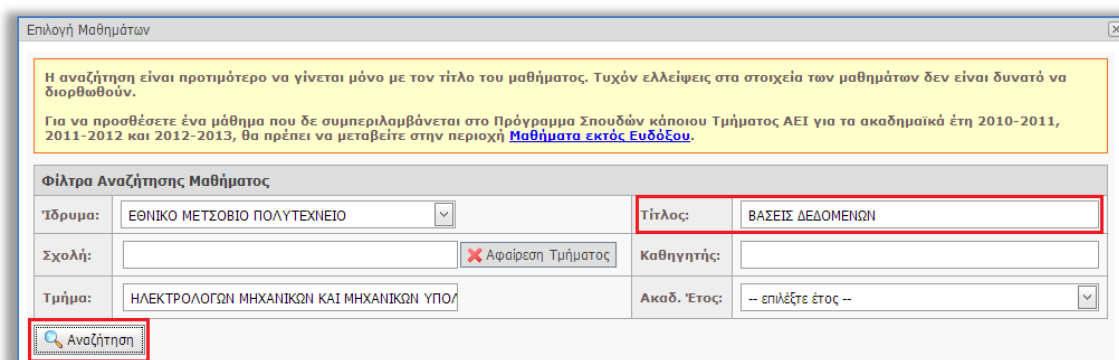 Επιλογή Μαθημάτων
Η αναζήτηση είναι προτιμότερο να γίνεται μόνο με τον τίτλο του μαθήματος. Τυχόν ελλείψεις στα στοιχεία των μαθημάτων δεν είναι δυνατό να
διορθωθούν.
Για να προσθέσετε ένα μάθημα που δε συμπεριλαμβάνεται στο Πρόγραμμα Σπουδών κάποιου Τμήματος ΑΕΙ για τα ακαδημαϊκά έτη 2010-2011,
2011-2012 και 2012-2013, θα πρέπει να μεταβείτε στην περιοχή Μαθήματα εκτός Ευδόξου.
Φίλτρα Αναζήτησης Μαθήματος
Ίδρυμα: ΕΘΝΙΚΟ ΜΕΤΣΟΒΙΟ ΠΟΛΥΤΕΧΝΕΙΟ Τίτλος: ΒΑΣΕΙΣ ΔΕΔΟΜΕΝΩΝ
Σχολή: Αφαίρεση Τμήματος Καθηγητής:
Τμήμα: ΗΛΕΚΤΡΟΛΟΓΩΝ ΜΗΧΑΝΙΚΩΝ ΚΑΙ ΜΗΧΑΝΙΚΩΝ ΥΠΟΛ Ακαδ. Έτος: -- επιλέξτε έτος --
Αναζήτηση